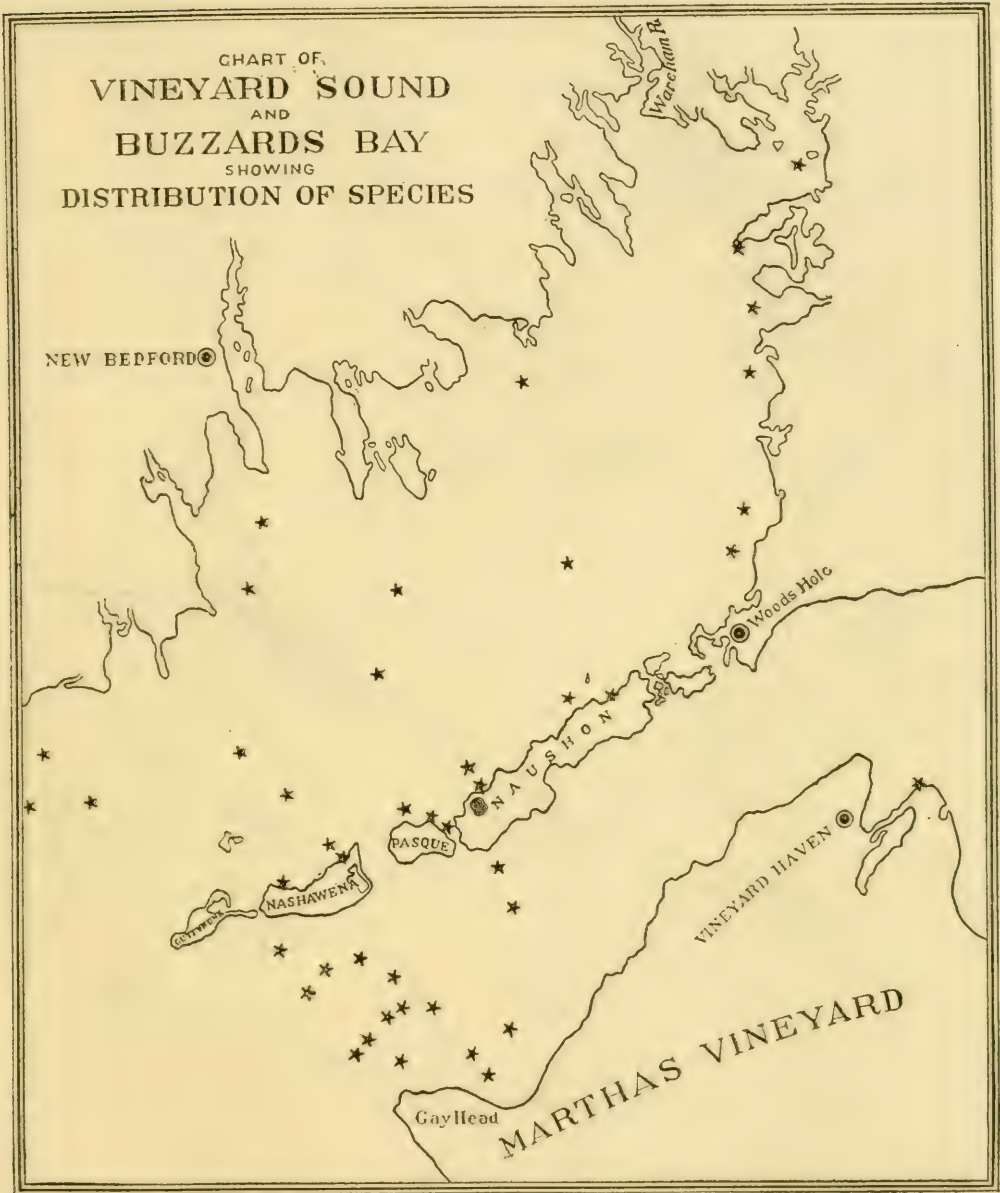 CHART OF
VINEYARD SOUND
AND
BUZZARDS BAY
SHOWING
DISTRIBUTION OF SPECIES
Wareham R
NEW BEDFORD
Woods Hole
NAUSHON
PASQUE
NASHAWENA
CUTTYHUNK
VINEYARD HAVEN
MARTHAS VINEYARD
Gay Head